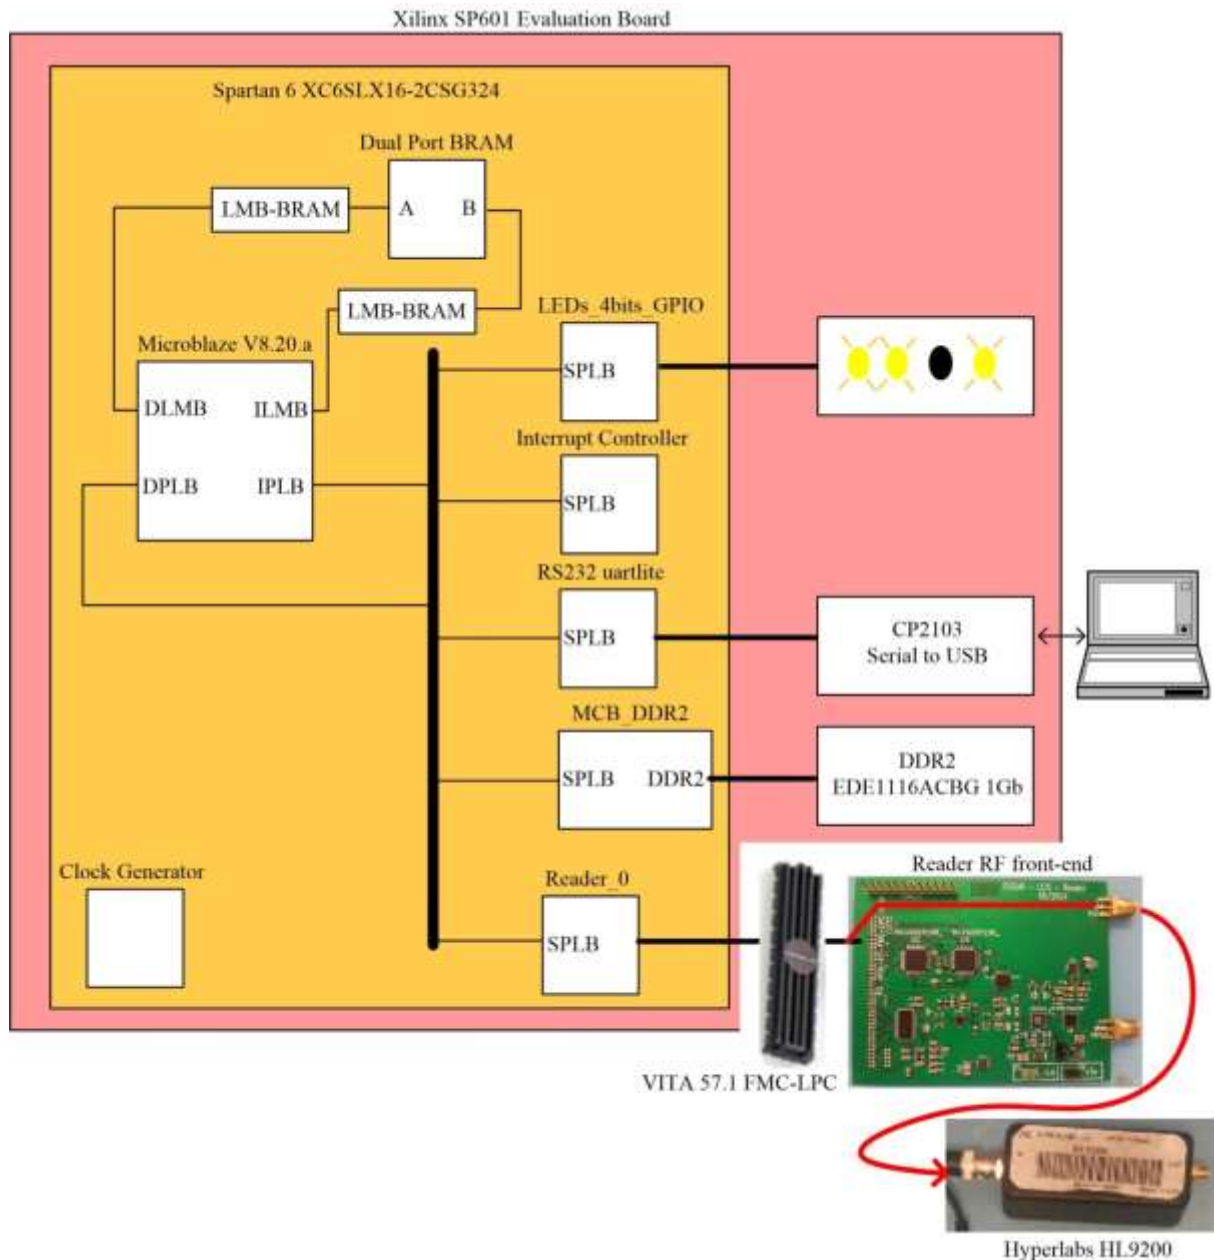 Xilinx SP601 Evaluation Board
Spartan 6 XC6SLX16-2CSG324
Dual Port BRAM
LMB-BRAM
A B
LMB-BRAM
LEDs_4bits_GPIO
SPLB
Microblaze V8.20.a
DLMB ILMB
DPLB IPLB
Interrupt Controller
SPLB
RS232 uartlite
SPLB
CP2103
Serial to USB
MCB_DDR2
SPLB DDR2
DDR2
EDE1116ACBG 1Gb
Clock Generator
Reader_0
SPLB
Reader RF front-end
VITA 57.1 FMC-LPC
Hyperlabs HL9200